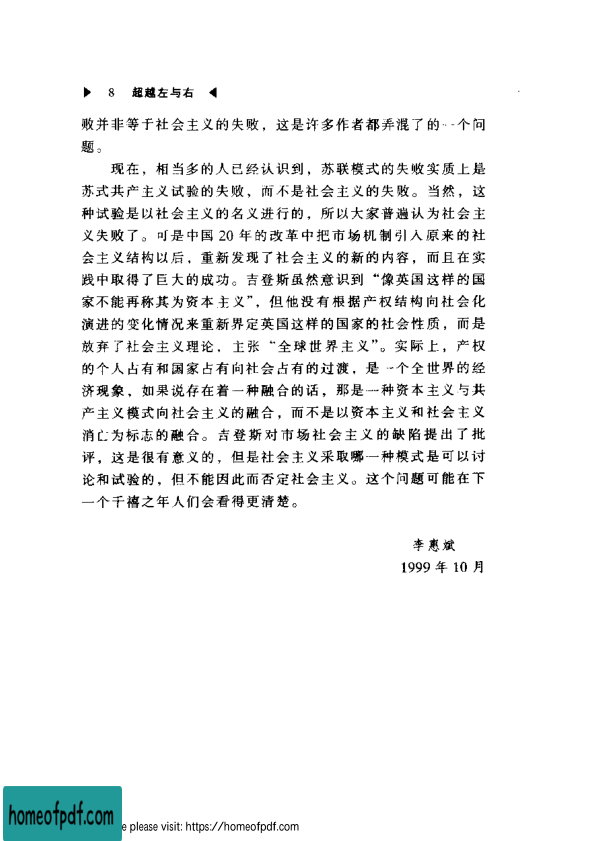 ▶ 8 超越左与右 ◀
败并非等于社会主义的失败，这是许多作者都弄混了的一个问
题。
现在，相当多的人已经认识到，苏联模式的失败实质上是
苏式共产主义试验的失败，而不是社会主义的失败。当然，这
种试验是以社会主义的名义进行的，所以大家普遍认为社会主
义失败了。可是中国 20 年的改革中把市场机制引入原来的社
会主义结构以后，重新发现了社会主义的新的内容，而且在实
践中取得了巨大的成功。吉登斯虽然意识到“像英国这样的国
家不能再称其为资本主义”，但他没有根据产权结构向社会化
演进的变化情况来重新界定英国这样的国家的社会性质，而是
放弃了社会主义理论，主张“全球世界主义”。实际上，产权
的个人占有和国家占有向社会占有的过渡，是一个全世界的经
济现象，如果说存在着一种融合的话，那是一种资本主义与共
产主义模式向社会主义的融合，而不是以资本主义和社会主义
消亡为标志的融合。吉登斯对市场社会主义的缺陷提出了批
评，这是很有意义的，但是社会主义采取哪一种模式是可以讨
论和试验的，但不能因此而否定社会主义。这个问题可能在下
一个千禧之年人们会看得更清楚。
李惠斌
1999 年 10 月
homeofpdf.com
e please visit: https://homeofpdf.com